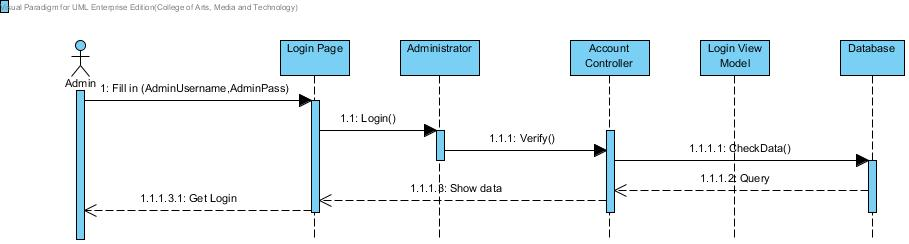 Visual Paradigm for UML Enterprise Edition(College of Arts, Media and Technology)
Login Page
Administrator
Account
Controller
Login View
Model
Database
Admin
1: Fill in (AdminUsername,AdminPass)
1.1: Login()
1.1.1: Verify()
1.1.1.1: CheckData()
1.1.1.2: Query
1.1.1.3: Show data
1.1.1.3.1: Get Login